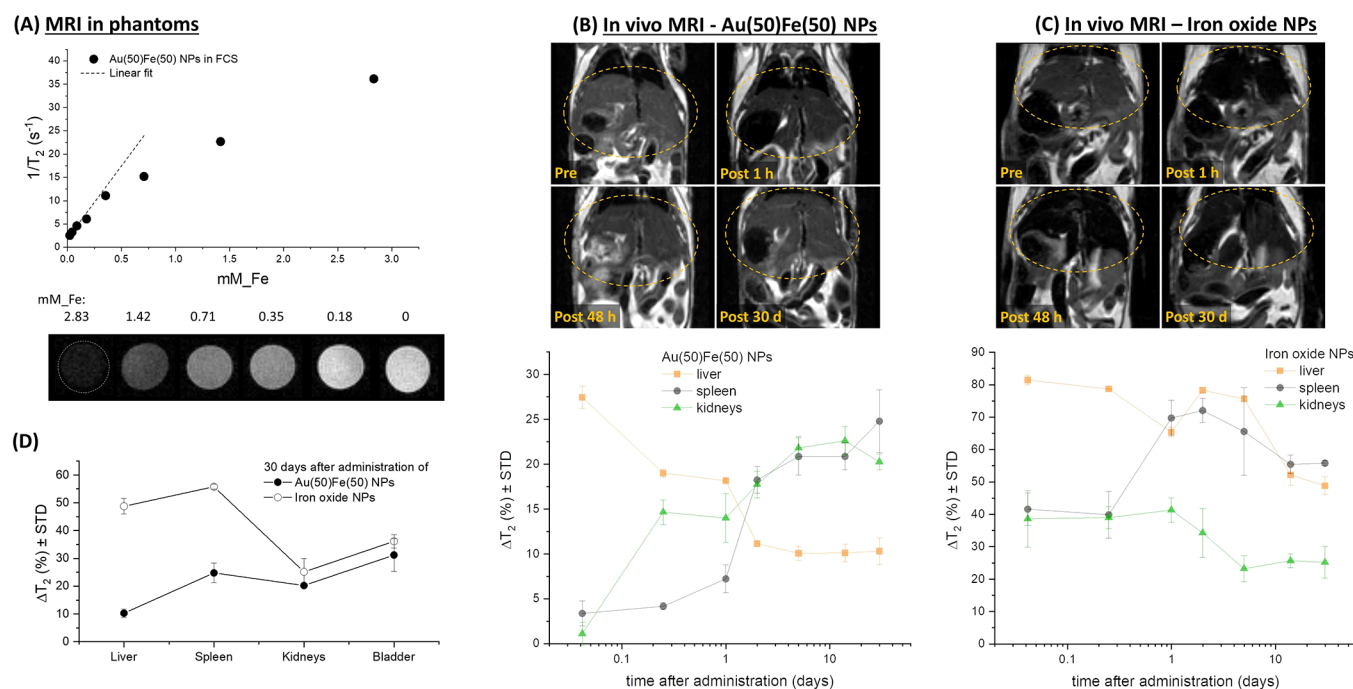 (A) MRI in phantoms
Au(50)Fe(50) NPs in FCS
Linear fit
40
35
30
25
20
15
10
5
0
1/T2 (s-1)
0.0 0.5 1.0 1.5 2.0 2.5 3.0
mM_Fe
mM_Fe:
2.83 1.42 0.71 0.35 0.18 0
(B) In vivo MRI - Au(50)Fe(50) NPs
Pre
Post 1 h
Post 48 h
Post 30 d
Au(50)Fe(50) NPs
liver
spleen
kidneys
30
25
20
15
10
5
0
ΔT2 (%) ± STD
0.1 1 10
time after administration (days)
(C) In vivo MRI – Iron oxide NPs
Pre
Post 1 h
Post 48 h
Post 30 d
Iron oxide NPs
liver
spleen
kidneys
90
80
70
60
50
40
30
20
10
0
ΔT2 (%) ± STD
0.1 1 10
time after administration (days)
(D)
30 days after administration of
Au(50)Fe(50) NPs
Iron oxide NPs
60
50
40
30
20
10
0
ΔT2 (%) ± STD
Liver Spleen Kidneys Bladder